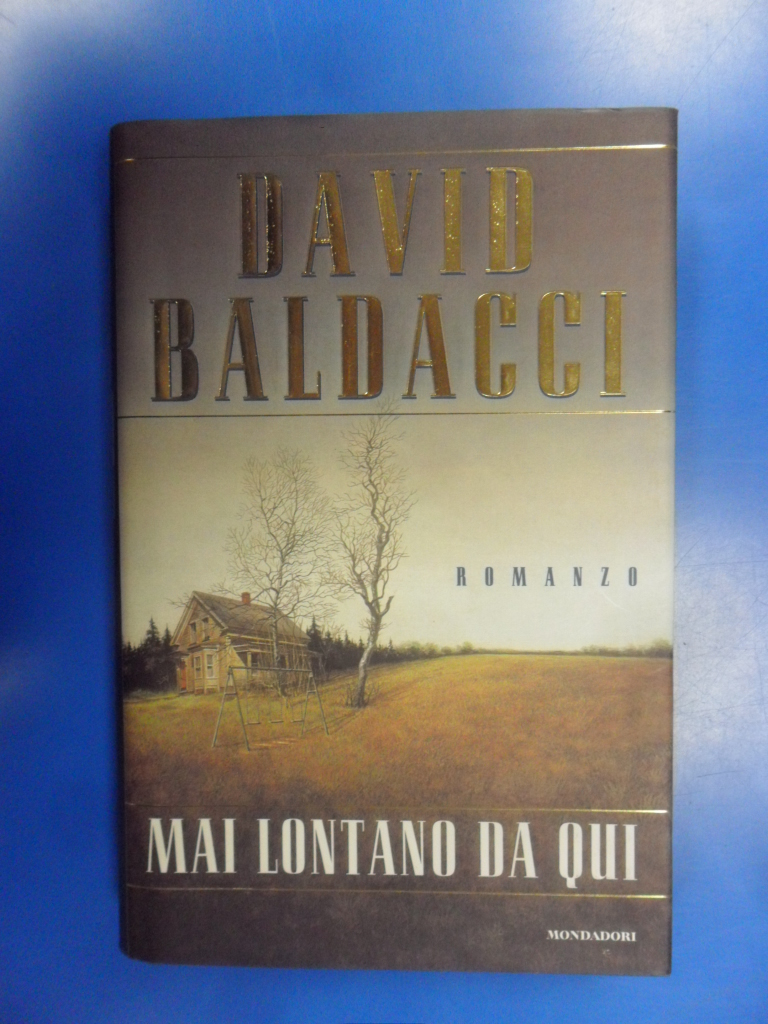 DAVID
BALDACCI
ROMANZO
MAI LONTANO DA QUI
MONDADORI